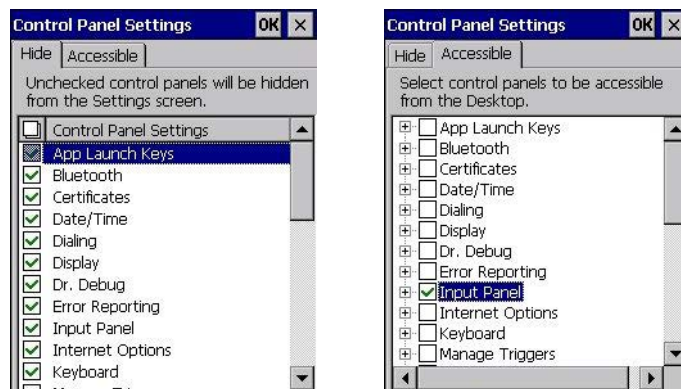 Control Panel Settings OK
Hide Accessible
Unchecked control panels will be hidden
from the Settings screen.
Control Panel Settings
App Launch Keys
Bluetooth
Certificates
Date/Time
Dialing
Display
Dr. Debug
Error Reporting
Input Panel
Internet Options
Keyboard
Control Panel Settings OK
Hide Accessible
Select control panels to be accessible
from the Desktop.
App Launch Keys
Bluetooth
Certificates
Date/Time
Dialing
Display
Dr. Debug
Error Reporting
Input Panel
Internet Options
Keyboard
Manage Triggers